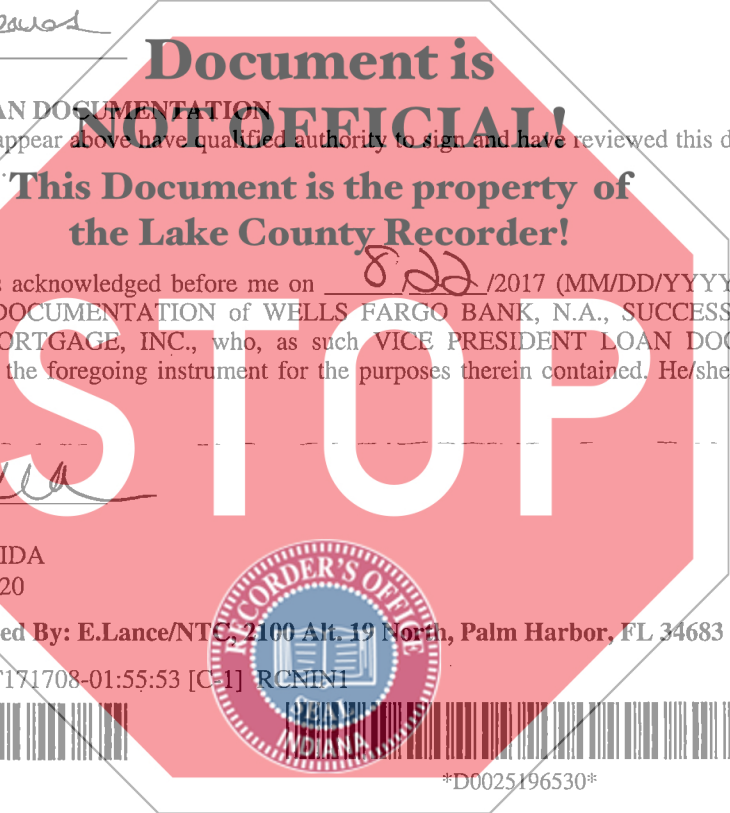 Document is
AN DOCUMENTATION
NOT OFFICIAL!
appear above have qualified authority to sign and have reviewed this d
This Document is the property of
the Lake County Recorder!
s acknowledged before me on 8/22/2017 (MM/DD/YYYY
DOCUMENTATION of WELLS FARGO BANK, N.A., SUCCESS
ORTGAGE, INC., who, as such VICE PRESIDENT LOAN DOC
the foregoing instrument for the purposes therein contained. He/she
STOP
IDA
20
RECORDER'S OFFICE
ed By: E.Lance/NTC, 2100 Alt. 19 North, Palm Harbor, FL 34683
T171708-01:55:53 [C-1] RCNIN1
SEAL
INDIANA
*D0025196530*